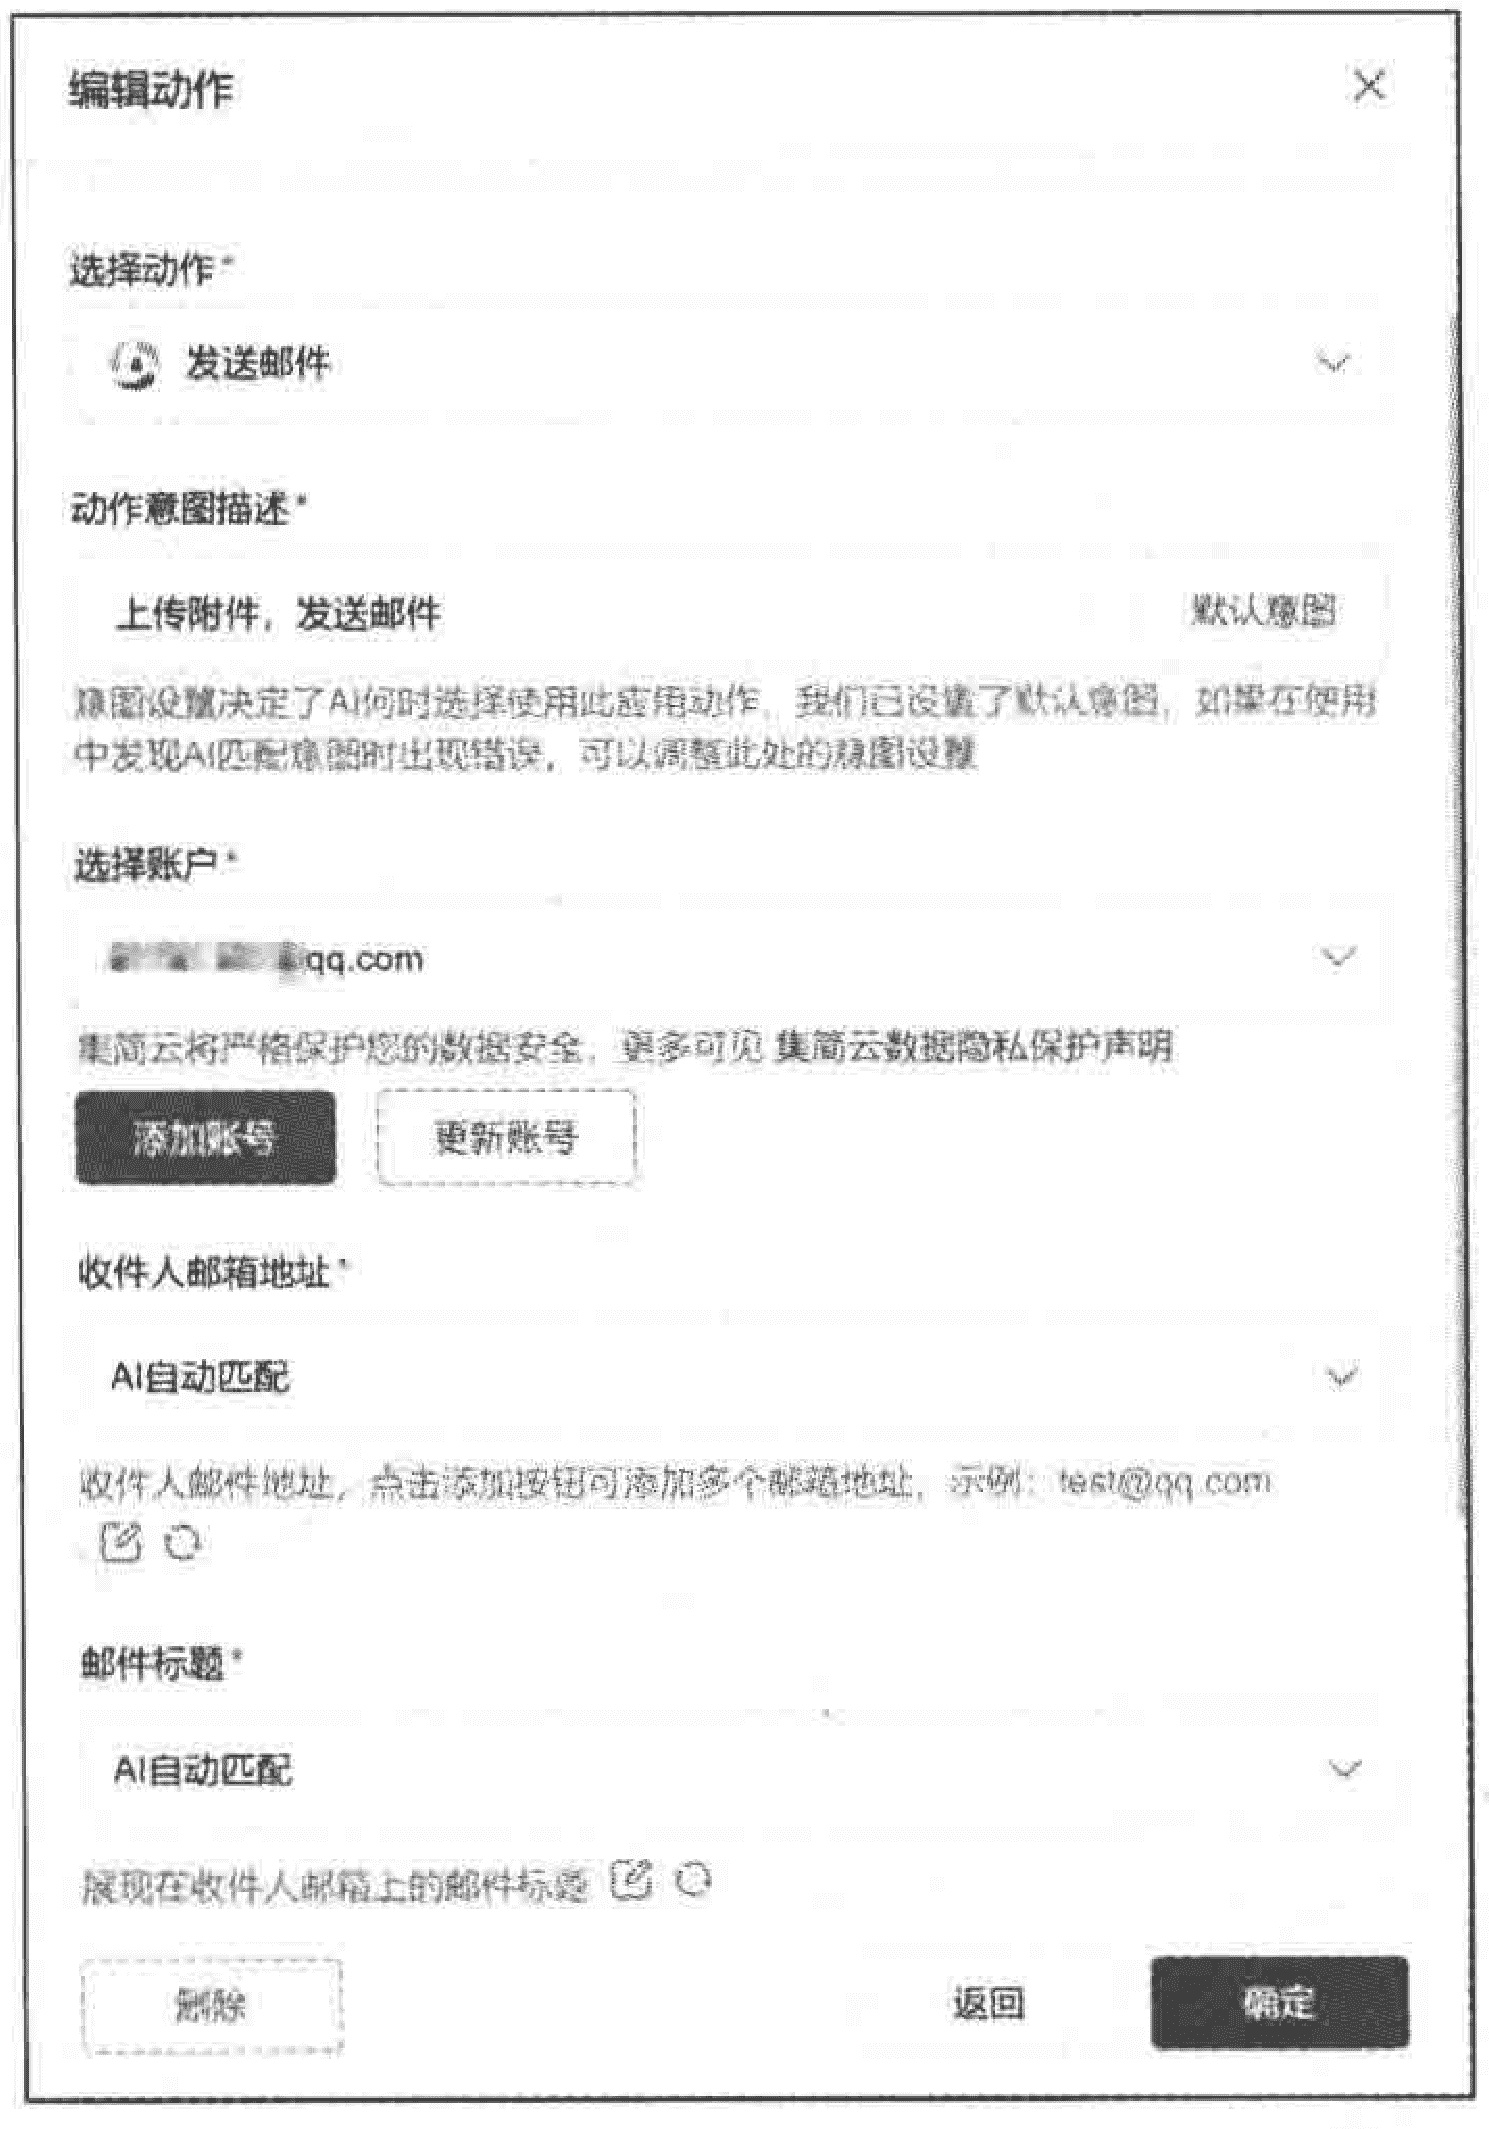 编辑动作
选择动作*
发送邮件
动作意图描述*
上传附件，发送邮件
默认意图
意图设置决定了AI何时选择使用此应用动作，我们已设置了默认意图，如果在使用
中发现AI匹配意图时出现错误，可以调整此处的意图设置
选择账户*
qq.com
集简云将严格保护您的数据安全，更多可见 集简云数据隐私保护声明
添加账号
更新账号
收件人邮箱地址*
AI自动匹配
收件人邮件地址，点击添加按钮可添加多个邮箱地址，示例：test@qq.com
邮件标题*
AI自动匹配
展现在收件人邮箱上的邮件标题
删除
返回
确定